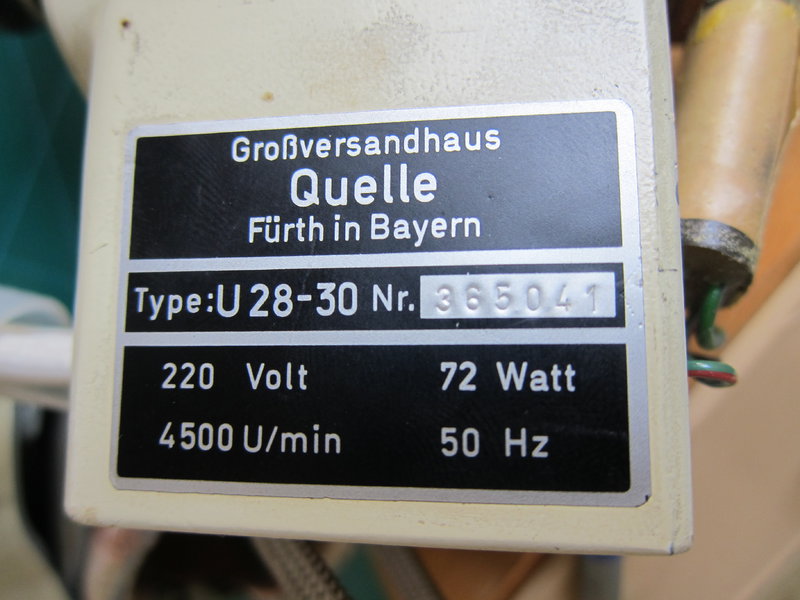 Großversandhaus
Quelle
Fürth in Bayern
Type: U 28-30 Nr. 365041
220 Volt 72 Watt
4500 U/min 50 Hz